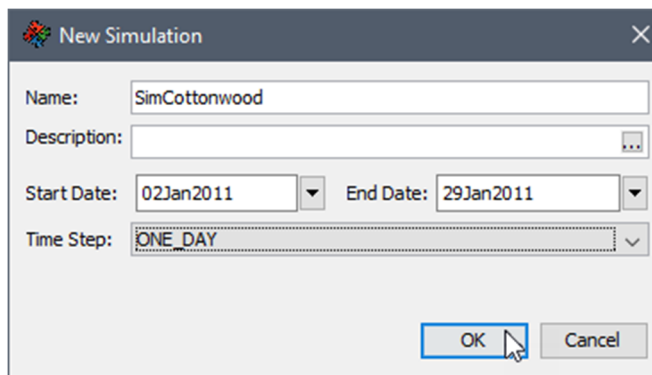 New Simulation
Name: SimCottonwood
Description: ...
Start Date: 02Jan2011 End Date: 29Jan2011
Time Step: ONE_DAY
OK Cancel